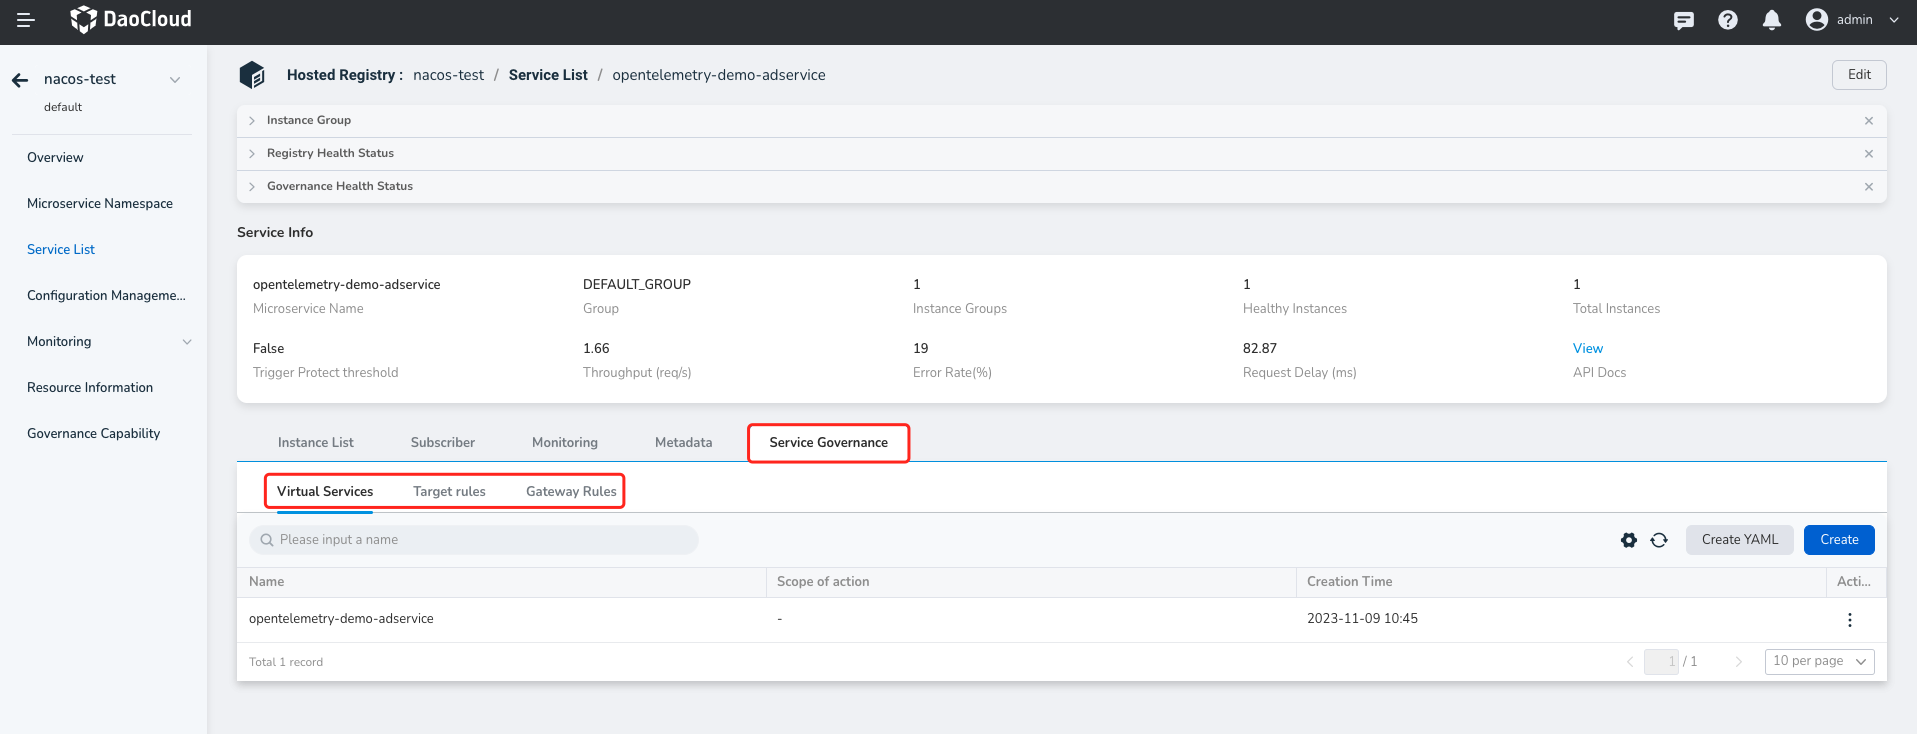 DaoCloud
admin
nacos-test
default
Overview
Microservice Namespace
Service List
Configuration Manageme...
Monitoring
Resource Information
Governance Capability
Hosted Registry : nacos-test / Service List / opentelemetry-demo-adservice
Edit
Instance Group
Registry Health Status
Governance Health Status
Service Info
opentelemetry-demo-adservice DEFAULT_GROUP 1 1 1
Microservice Name Group Instance Groups Healthy Instances Total Instances
False 1.66 19 82.87 View
Trigger Protect threshold Throughput (req/s) Error Rate(%) Request Delay (ms) API Docs
Instance List Subscriber Monitoring Metadata Service Governance
Virtual Services Target rules Gateway Rules
Please input a name
Create YAML Create
Name Scope of action Creation Time Acti...
opentelemetry-demo-adservice - 2023-11-09 10:45
Total 1 record 1 / 1 10 per page